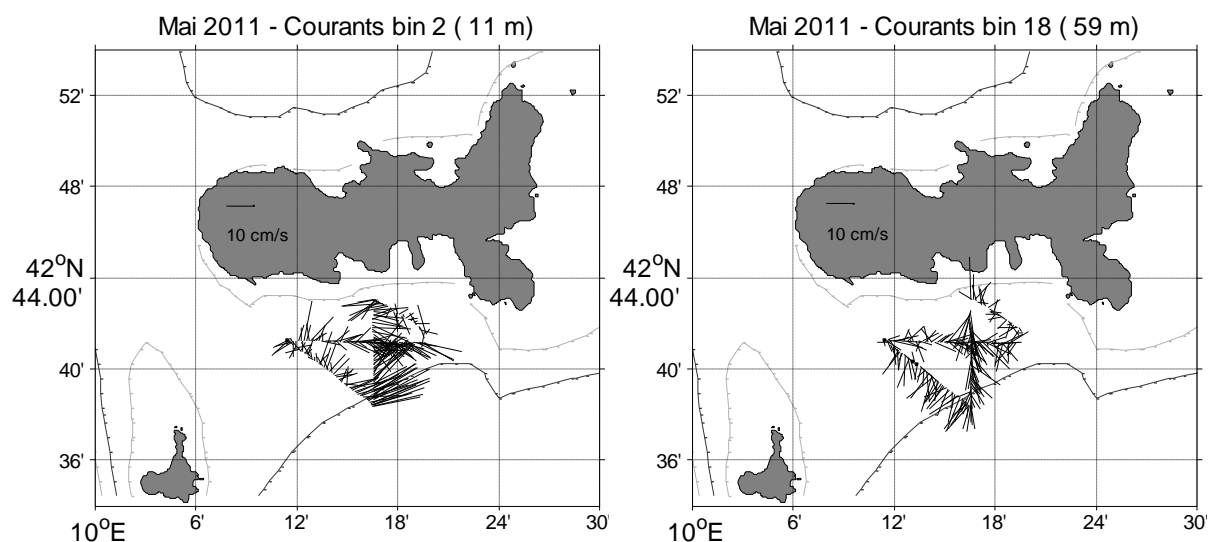 Mai 2011 - Courants bin 2 ( 11 m)
52'
48'
42°N
44.00'
40'
36'
10°E
6'
12'
18'
24'
30'
10 cm/s
Mai 2011 - Courants bin 18 ( 59 m)
52'
48'
42°N
44.00'
40'
36'
10°E
6'
12'
18'
24'
30'
10 cm/s